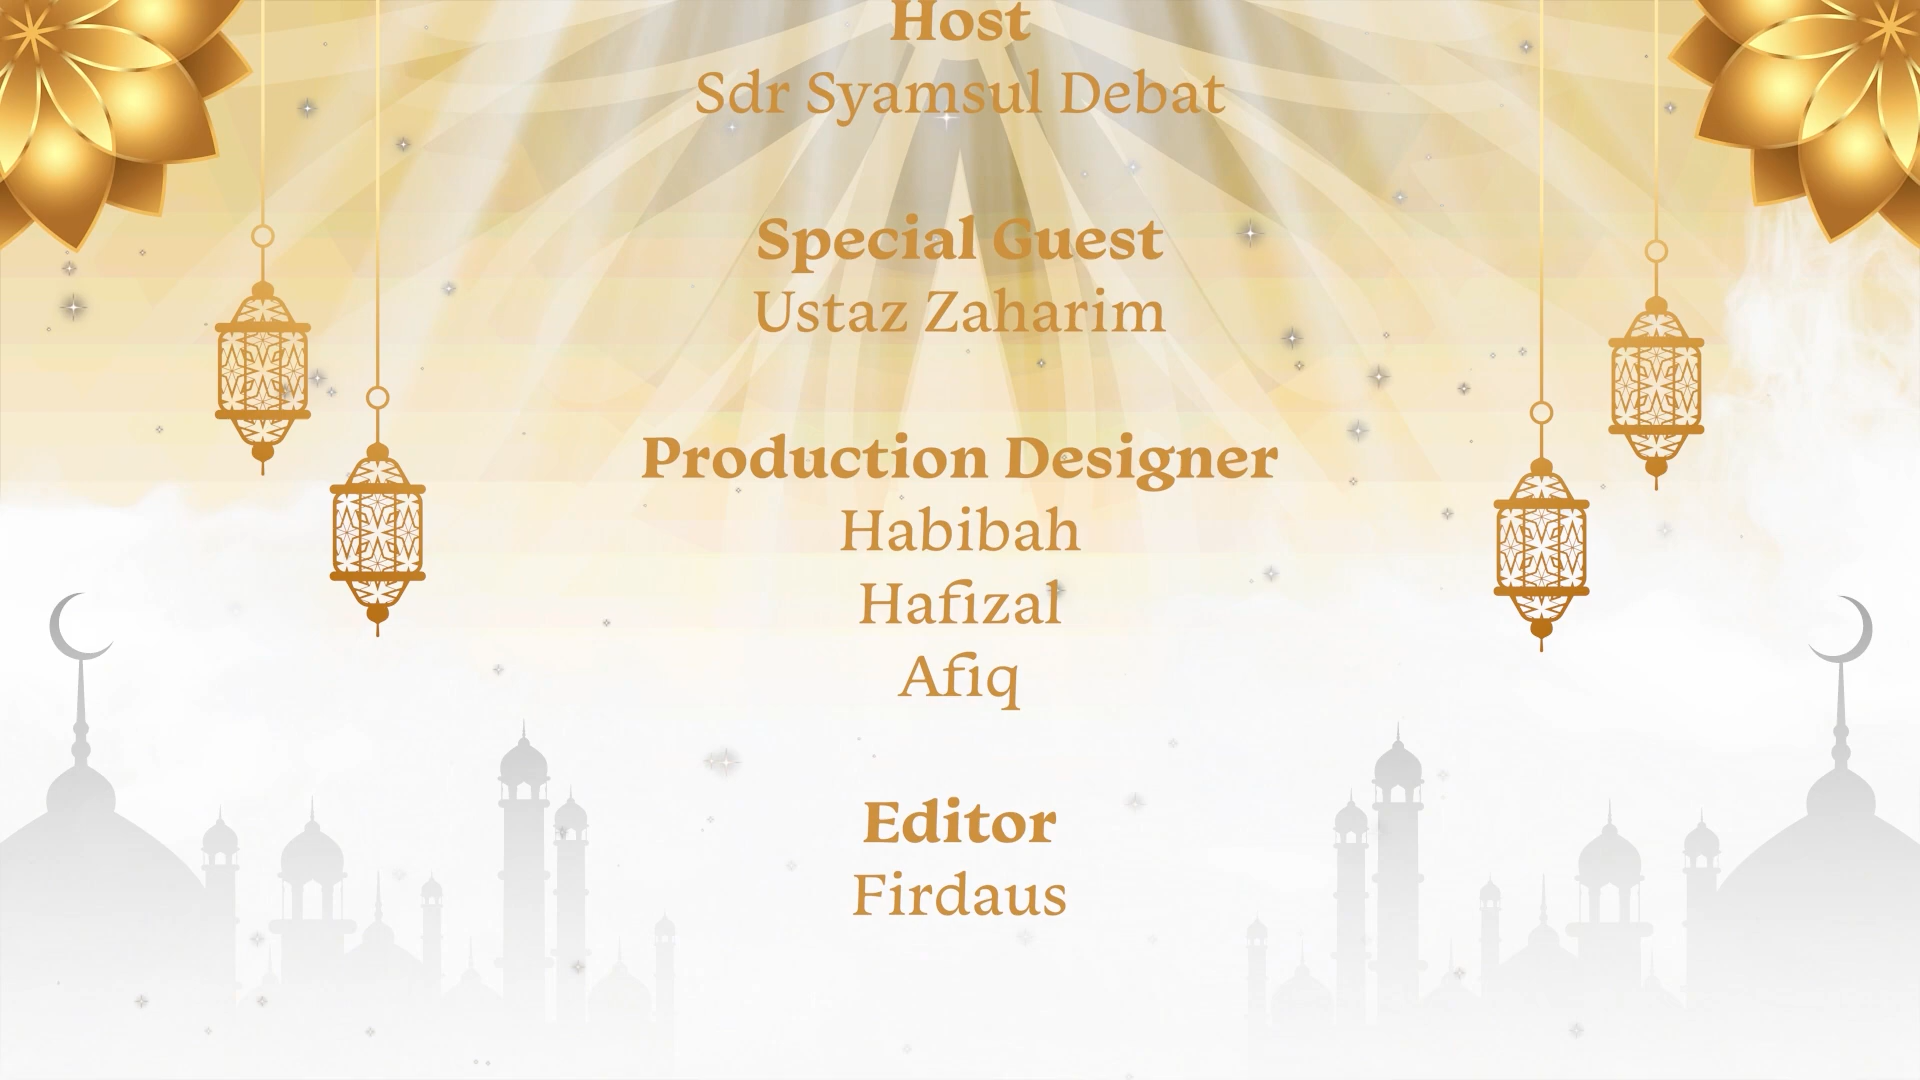 Host
Sdr Syamsul Debat
Special Guest
Ustaz Zaharim
Production Designer
Habibah
Hafizal
Afiq
Editor
Firdaus